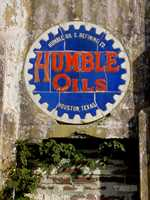 HUMBLE OIL & REFINING CO.
HUMBLE
OILS
HOUSTON TEXAS